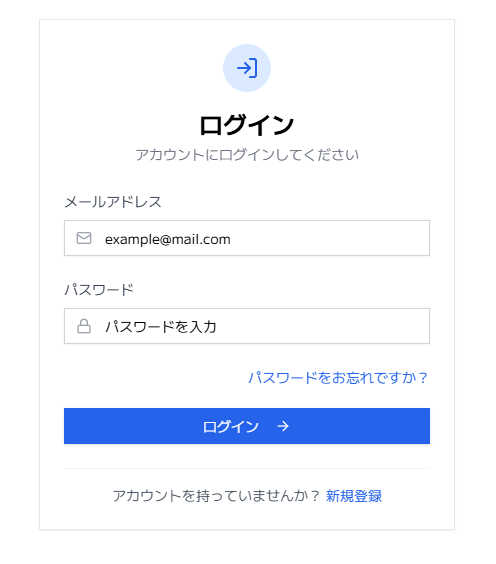 ログイン
アカウントにログインしてください
メールアドレス
example@mail.com
パスワード
パスワードを入力
パスワードをお忘れですか？
ログイン →
アカウントを持っていませんか？ 新規登録